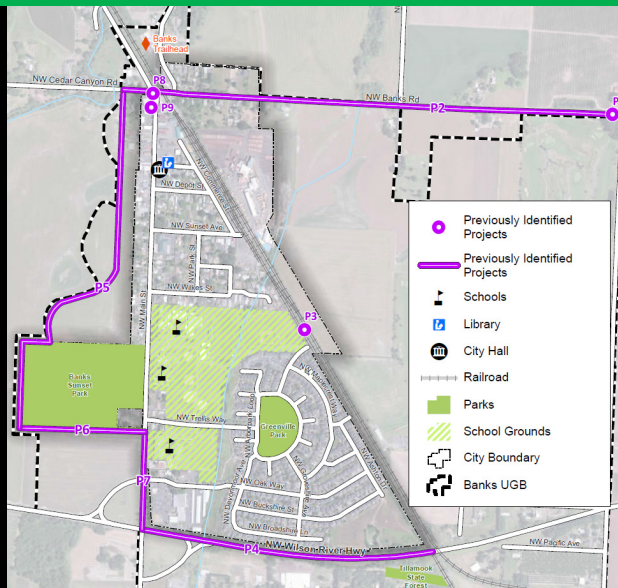 Banks
Trailhead
NW Cedar Canyon Rd
P8
P9
NW Banks Rd
P2
P
NW Depot St
NW Sunset Ave
NW Park St
NW Main St
NW Wilkes St
P5
P3
Banks
Sunset
Park
P6
P7
NW Trellis Way
Greenville
Park
NW Oak Way
NW Buckshire St
NW Broadshire Ln
NW Wilson River Hwy
P4
NW Pacific Ave
Tillamook
State
Forest
Previously Identified
Projects
Previously Identified
Projects
Schools
Library
City Hall
Railroad
Parks
School Grounds
City Boundary
Banks UGB